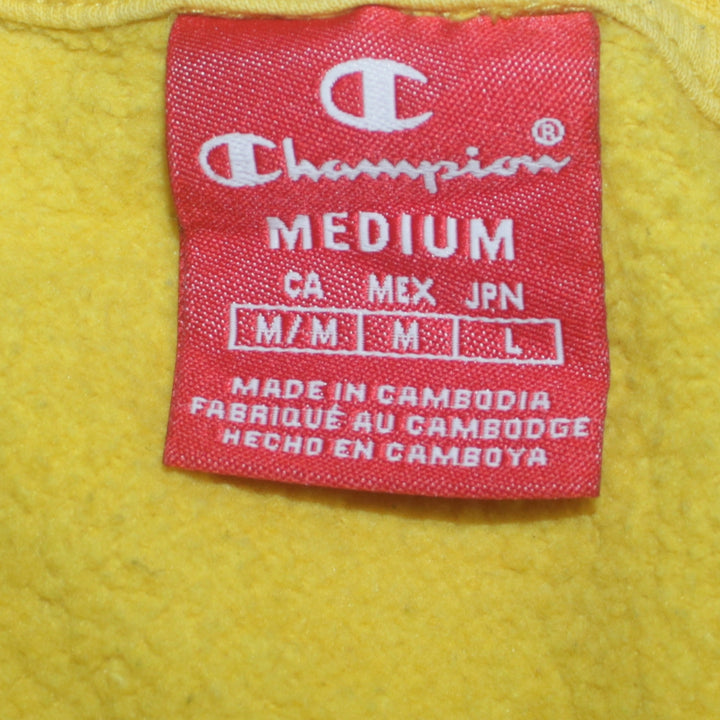 C
Champion®
MEDIUM
CA MEX JPN
M/M M L
MADE IN CAMBODIA
FABRIQUÉ AU CAMBODGE
HECHO EN CAMBOYA